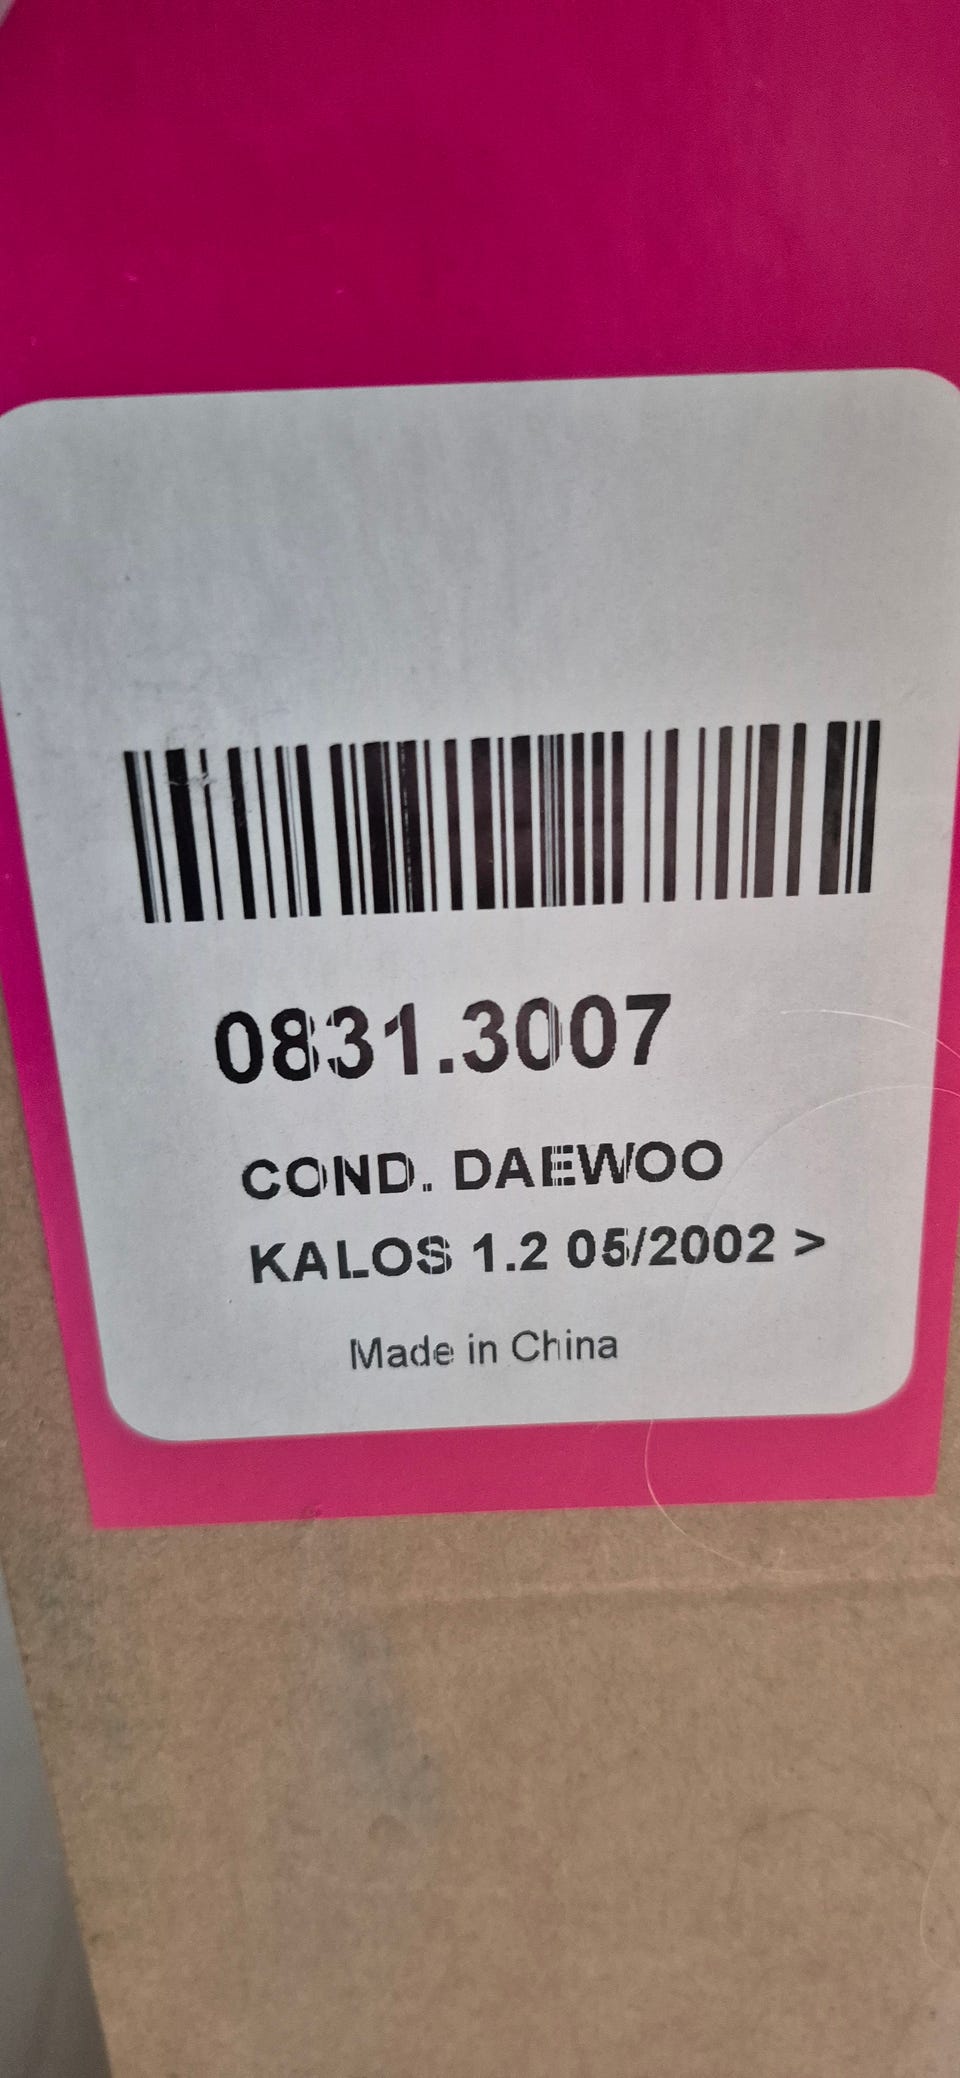 0831.3007
COND. DAEWOO
KALOS 1.2 05/2002 >
Made in China